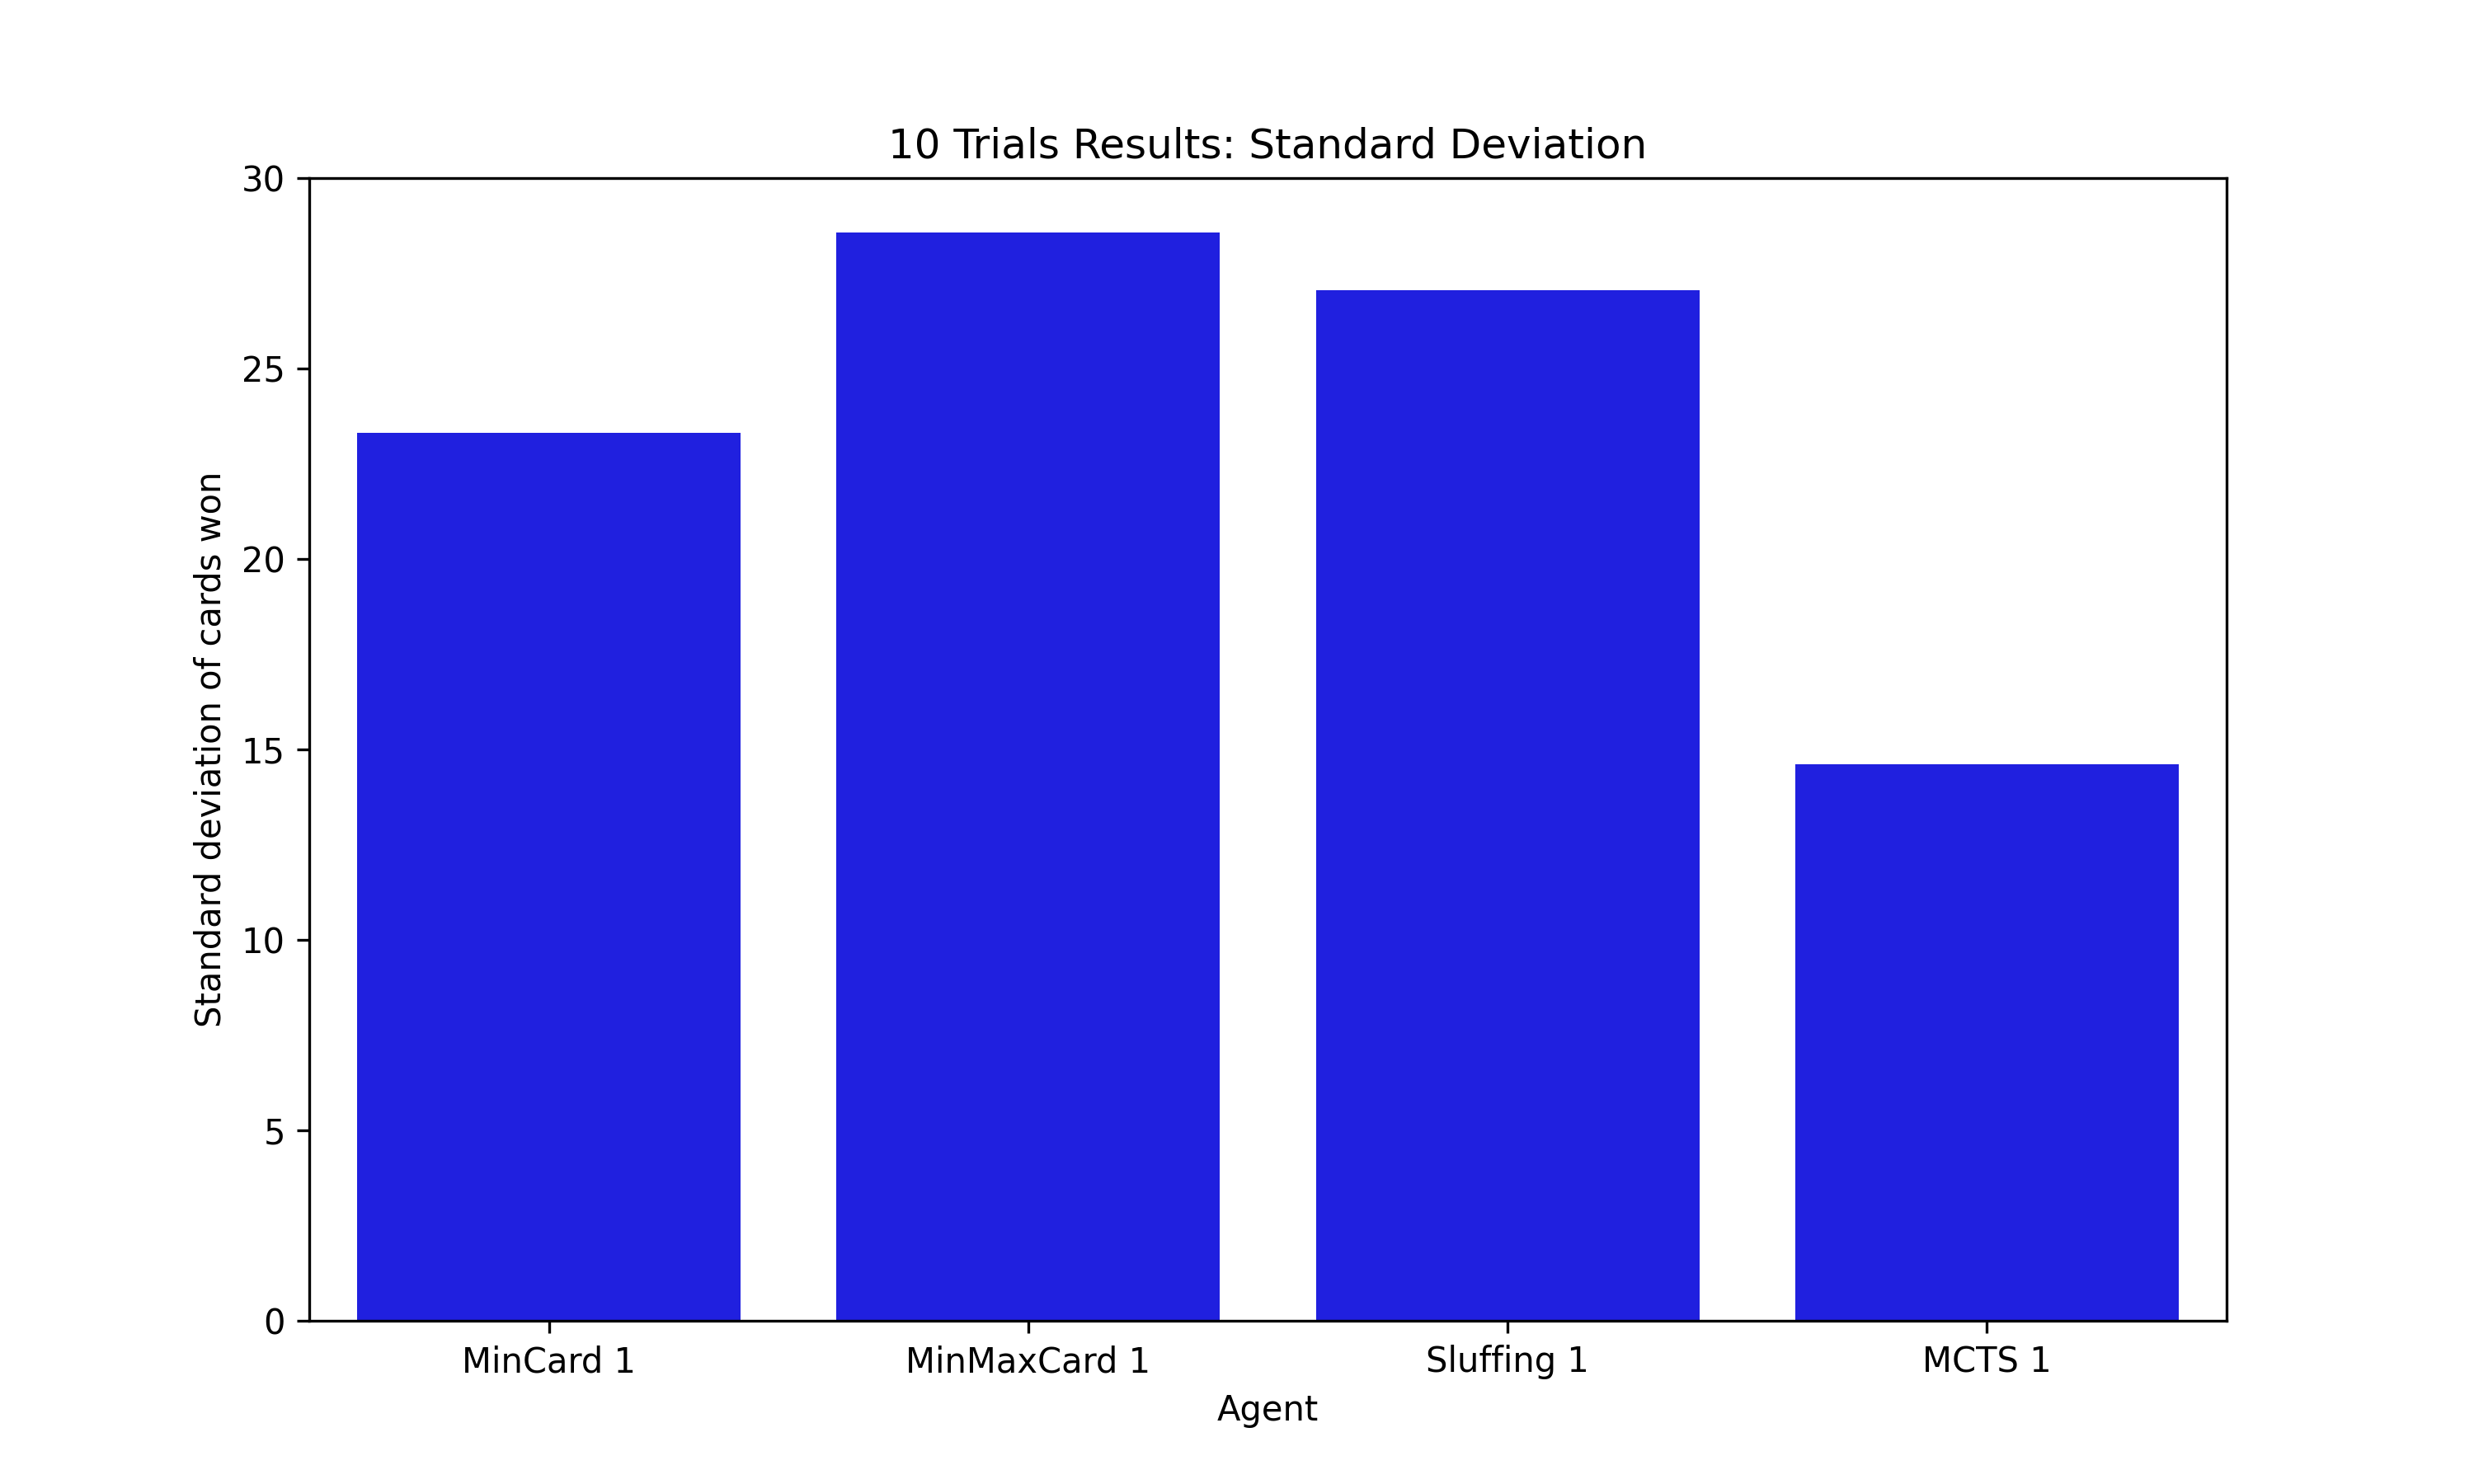 10 Trials Results: Standard Deviation
Standard deviation of cards won
30
25
20
15
10
5
0
MinCard 1
MinMaxCard 1
Sluffing 1
MCTS 1
Agent